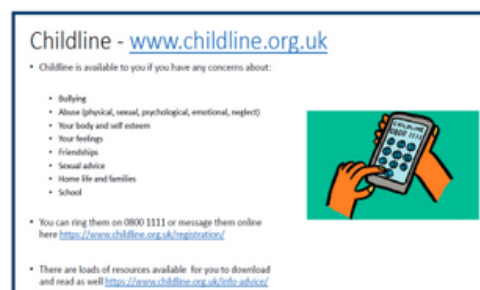 Childline - www.childline.org.uk
• Childline is available to you if you have any concerns about:
• Bullying
• Abuse (physical, sexual, psychological, emotional, neglect)
• Your body and self esteem
• Your feelings
• Friendships
• Sexual advice
• Home life and families
• School
CHILDLINE
0800 1111
• You can ring them on 0800 1111 or message them online
here https://www.childline.org.uk/registration/
• There are loads of resources available for you to download
and read as well https://www.childline.org.uk/info-advice/